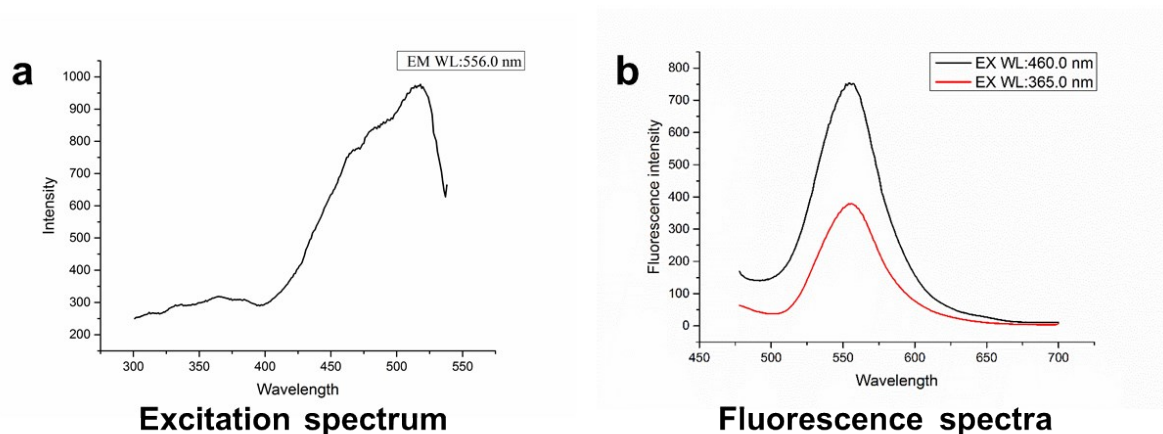 a
EM WL:556.0 nm
1000
900
800
700
600
500
400
300
200
Intensity
300 350 400 450 500 550
Wavelength
Excitation spectrum
b
EX WL:460.0 nm
EX WL:365.0 nm
800
700
600
500
400
300
200
100
0
Fluorescence intensity
450 500 550 600 650 700
Wavelength
Fluorescence spectra